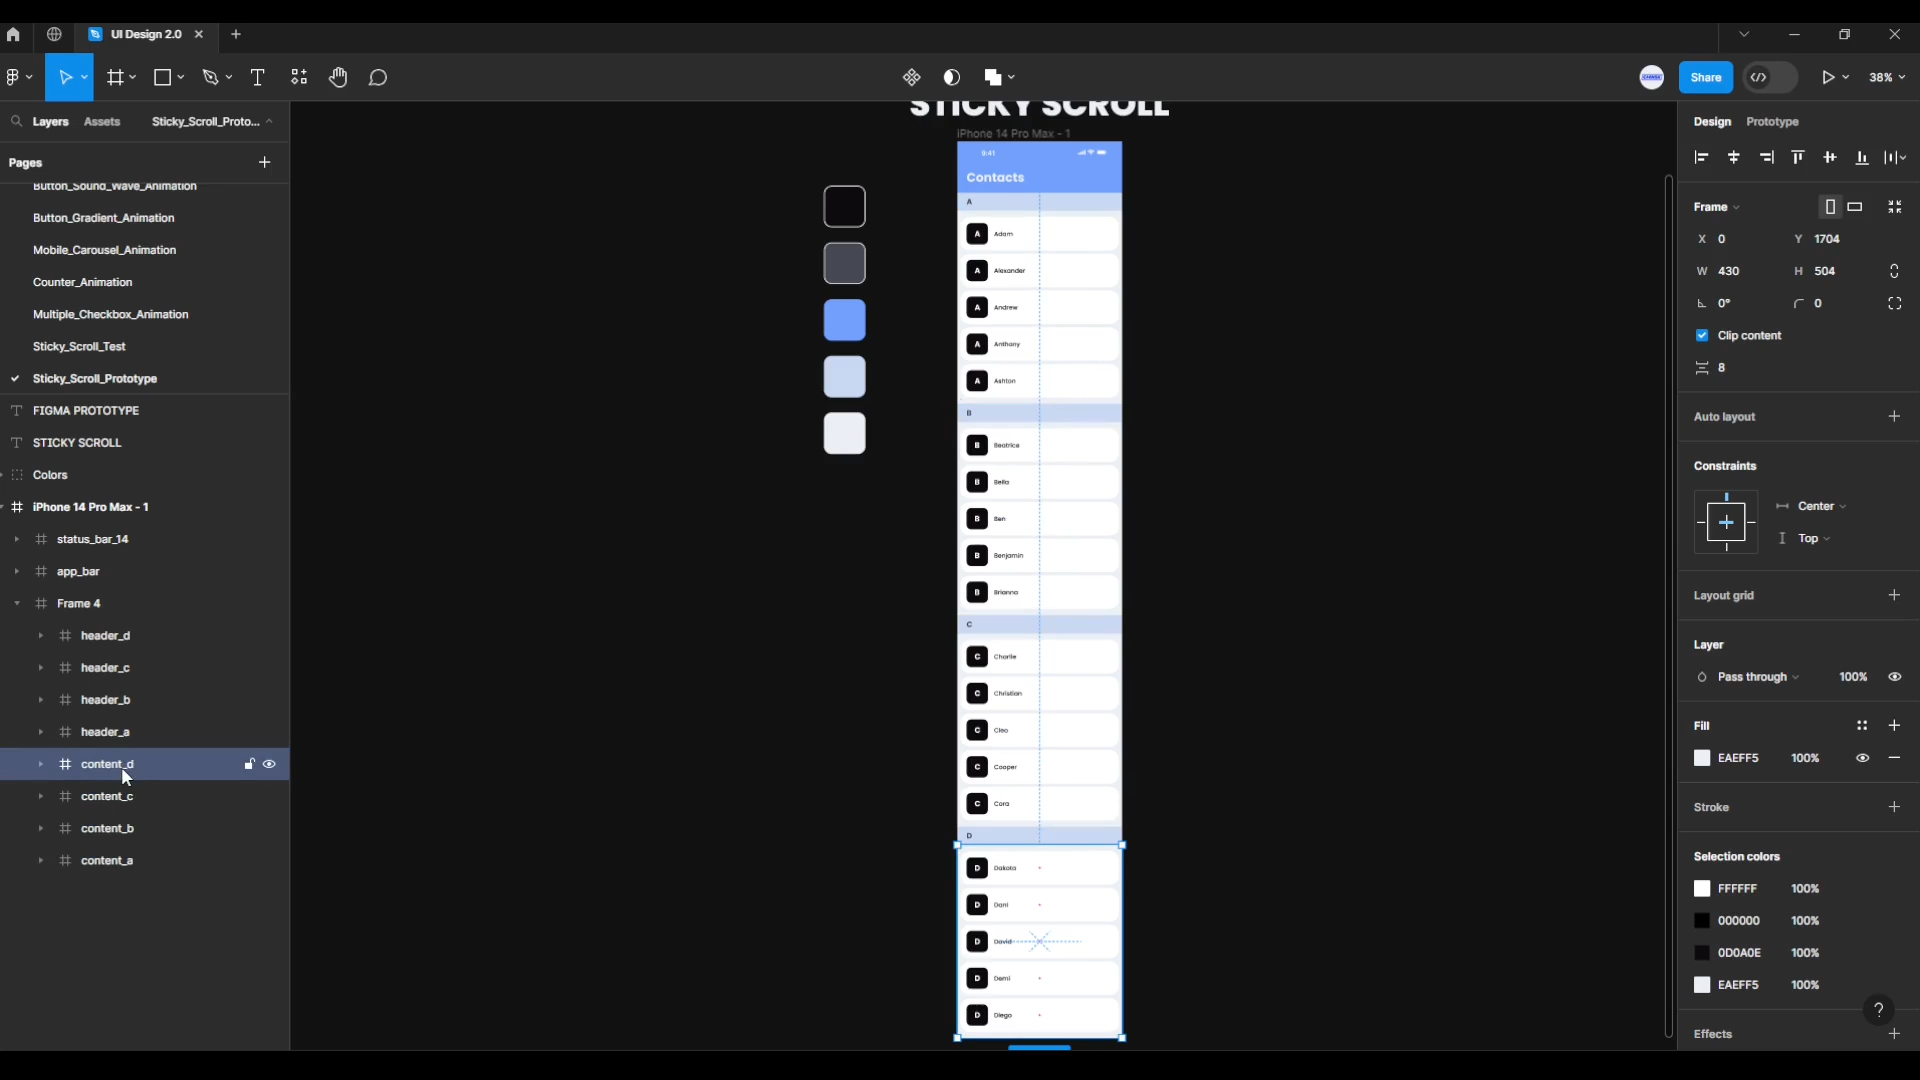 UI Design 2.0
Share
38%
Layers
Assets
Sticky_Scroll_Proto...
Pages
Button_Sound_Wave_Animation
Button_Gradient_Animation
Mobile_Carousel_Animation
Counter_Animation
Multiple_Checkbox_Animation
Sticky_Scroll_Test
Sticky_Scroll_Prototype
FIGMA PROTOTYPE
STICKY SCROLL
Colors
iPhone 14 Pro Max - 1
status_bar_14
app_bar
Frame 4
header_d
header_c
header_b
header_a
content_d
content_c
content_b
content_a
STICKY SCROLL
iPhone 14 Pro Max - 1
9:41
Contacts
A
A Adam
A Alexander
A Andrew
A Anthony
A Ashton
B
B Beatrice
B Bella
B Ben
B Benjamin
B Brianna
C
C Charlie
C Christian
C Cleo
C Cooper
C Cora
D
D Dakota
D Dani
D David
D Demi
D Diego
Design
Prototype
Frame
X 0
Y 1704
W 430
H 504
0°
0
Clip content
8
Auto layout
Constraints
Center
Top
Layout grid
Layer
Pass through
100%
Fill
EAEFF5
100%
Stroke
Selection colors
FFFFFF
100%
000000
100%
0D0A0E
100%
EAEFF5
100%
?
Effects